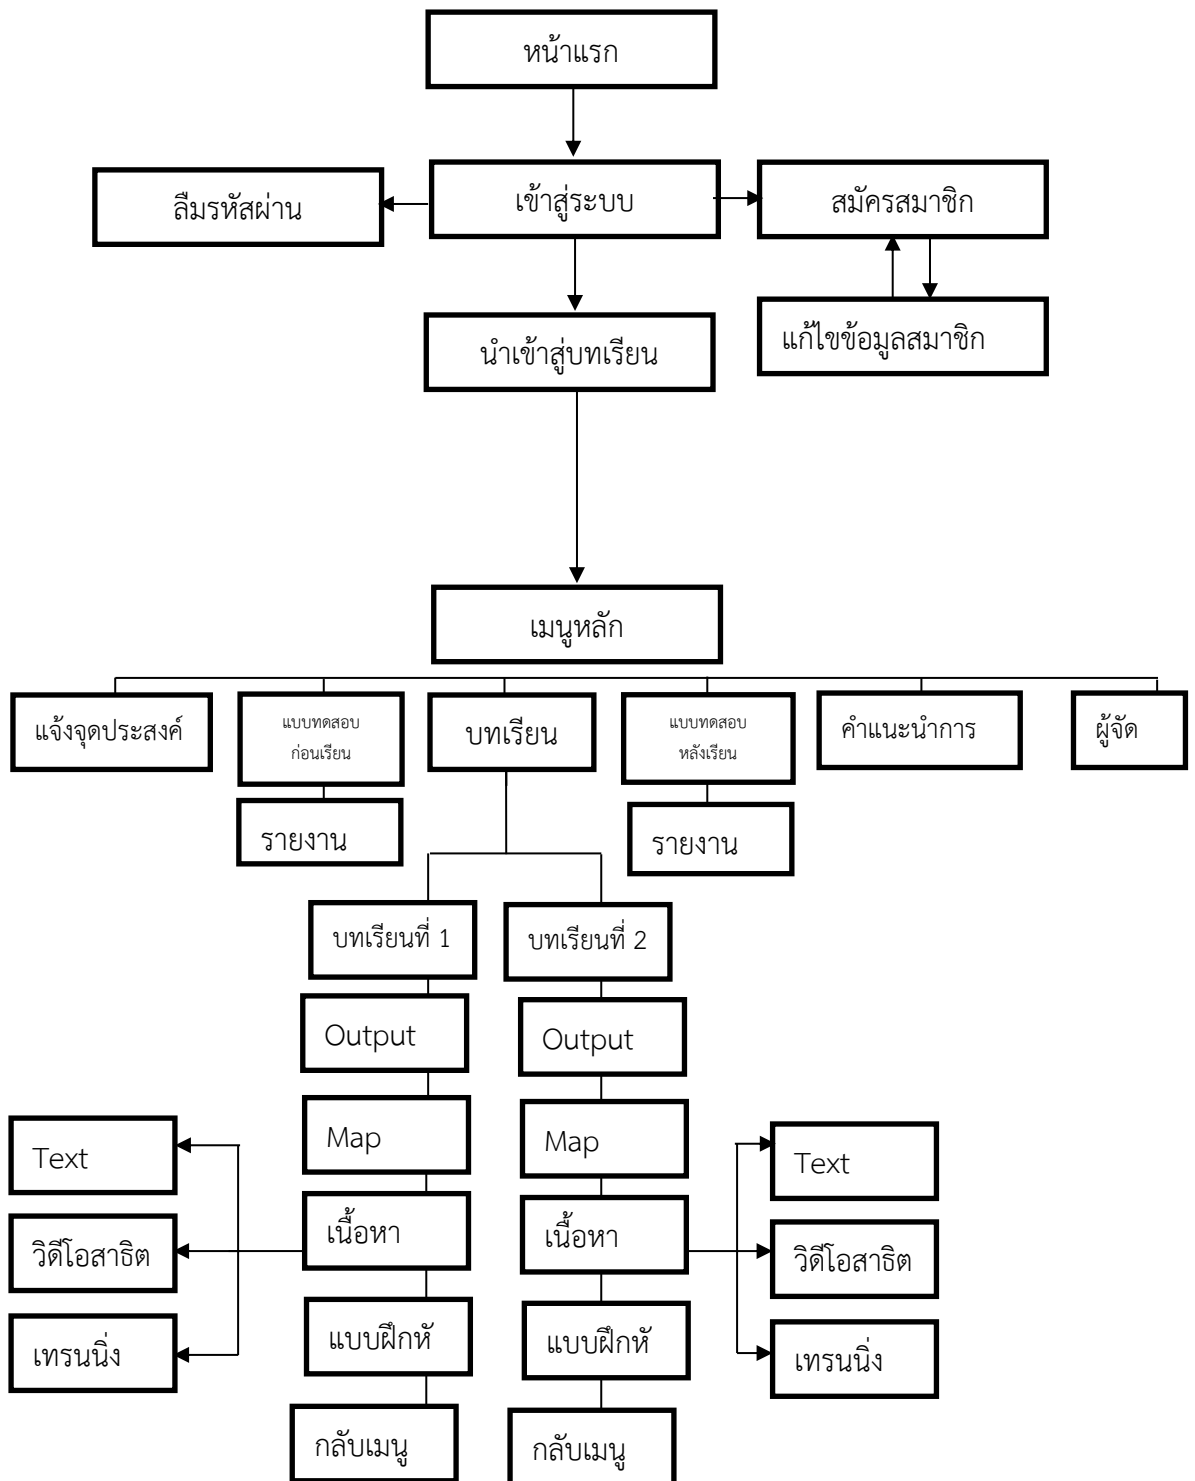 หน้าแรก
ลืมรหัสผ่าน
เข้าสู่ระบบ
สมัครสมาชิก
นำเข้าสู่บทเรียน
แก้ไขข้อมูลสมาชิก
เมนูหลัก
แจ้งจุดประสงค์
แบบทดสอบ
ก่อนเรียน
บทเรียน
แบบทดสอบ
หลังเรียน
คำแนะนำการ
ผู้จัด
รายงาน
รายงาน
บทเรียนที่ 1
บทเรียนที่ 2
Output
Output
Map
Map
Text
Text
เนื้อหา
เนื้อหา
วิดีโอสาธิต
วิดีโอสาธิต
แบบฝึกหั
แบบฝึกหั
เทรนนิ่ง
เทรนนิ่ง
กลับเมนู
กลับเมนู